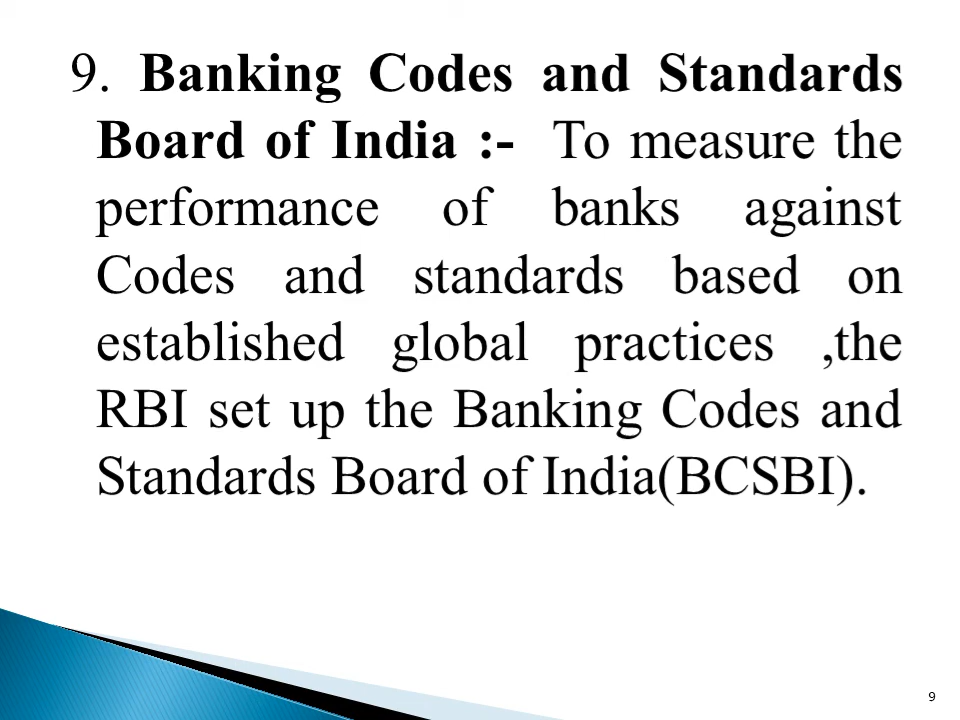 9. Banking Codes and Standards
Board of India :- To measure the
performance of banks against
Codes and standards based on
established global practices ,the
RBI set up the Banking Codes and
Standards Board of India(BCSBI).
9